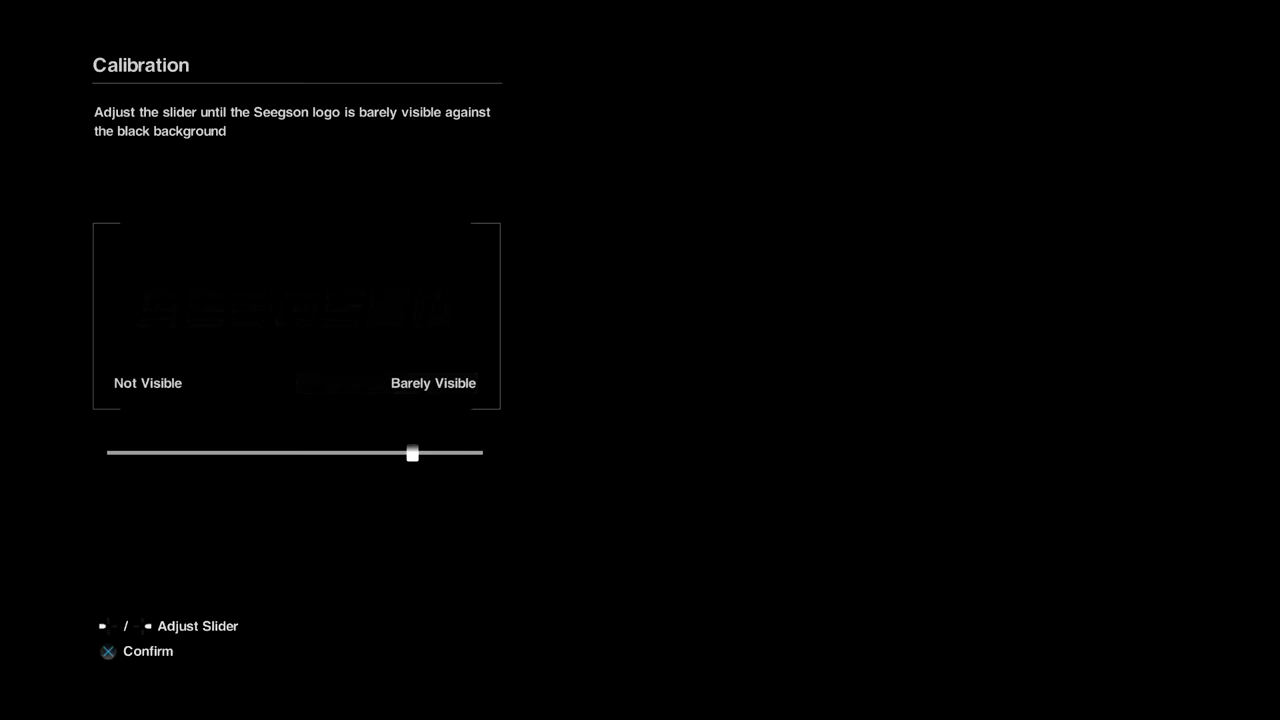 Calibration
Adjust the slider until the Seegson logo is barely visible against
the black background
SEEGSON
Not Visible
Barely Visible
/ Adjust Slider
Confirm